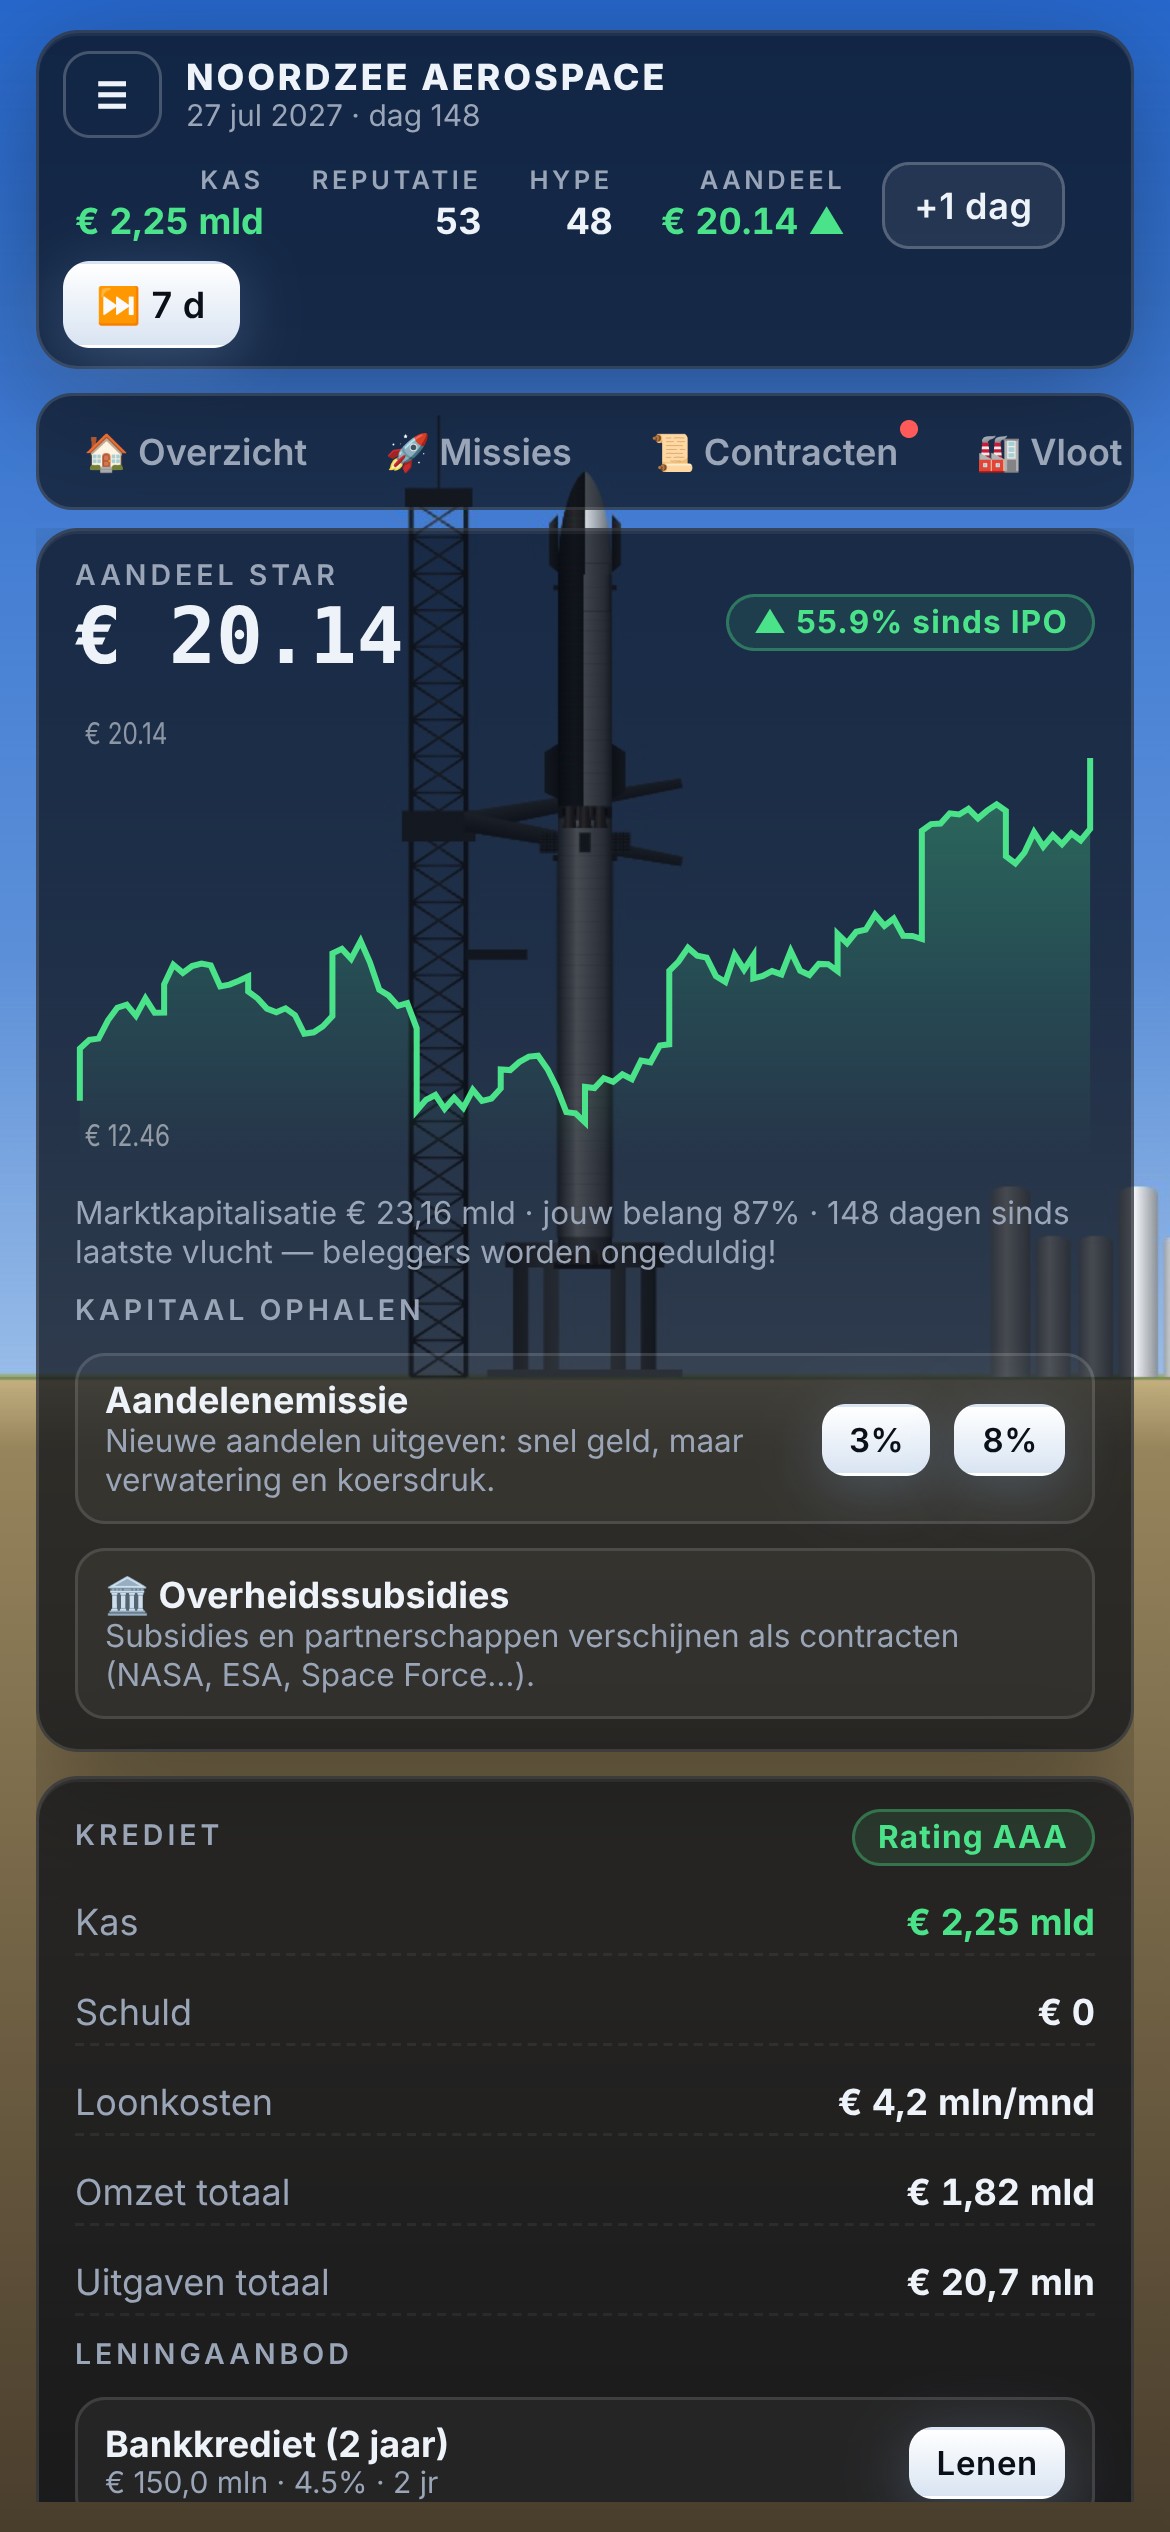 NOORDZEE AEROSPACE
27 jul 2027 · dag 148
KAS
€ 2,25 mld
REPUTATIE
53
HYPE
48
AANDEEL
€ 20.14 ▲
+1 dag
⏭️ 7 d
🏠 Overzicht
🚀 Missies
📜 Contracten
🏭 Vloot
AANDEEL STAR
€ 20.14
▲ 55.9% sinds IPO
€ 20.14
€ 12.46
Marktkapitalisatie € 23,16 mld · jouw belang 87% · 148 dagen sinds
laatste vlucht — beleggers worden ongeduldig!
KAPITAAL OPHALEN
Aandelenemissie
Nieuwe aandelen uitgeven: snel geld, maar
verwatering en koersdruk.
3%
8%
🏛️ Overheidssubsidies
Subsidies en partnerschappen verschijnen als contracten
(NASA, ESA, Space Force...).
KREDIET
Rating AAA
Kas
€ 2,25 mld
Schuld
€ 0
Loonkosten
€ 4,2 mln/mnd
Omzet totaal
€ 1,82 mld
Uitgaven totaal
€ 20,7 mln
LENINGAANBOD
Bankkrediet (2 jaar)
€ 150,0 mln · 4.5% · 2 jr
Lenen